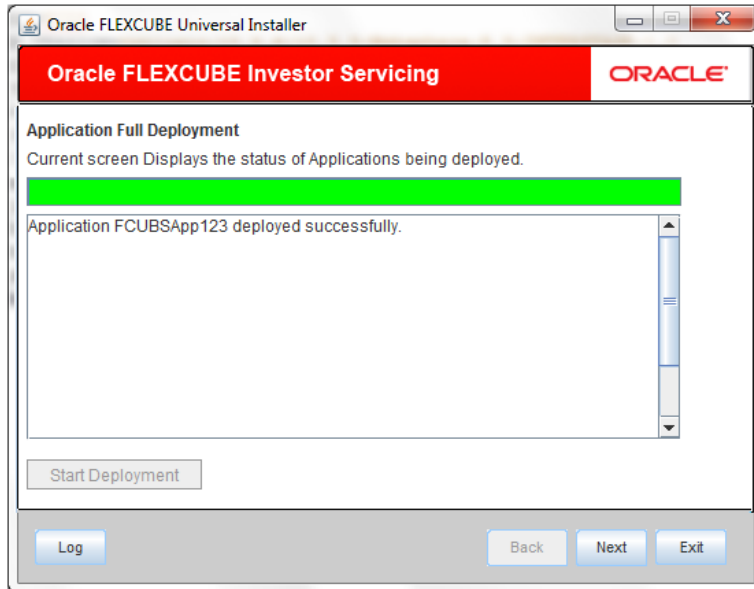 Oracle FLEXCUBE Universal Installer
Oracle FLEXCUBE Investor Servicing
ORACLE
Application Full Deployment
Current screen Displays the status of Applications being deployed.
Application FCUBSApp123 deployed successfully.
Start Deployment
Log
Back
Next
Exit